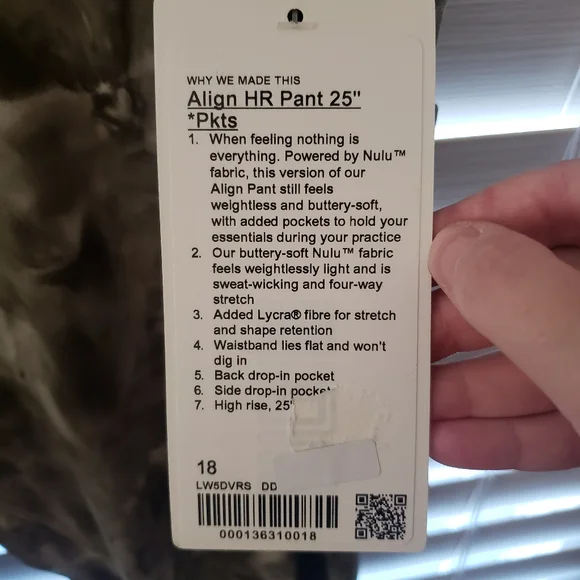 WHY WE MADE THIS
Align HR Pant 25"
*Pkts
1. When feeling nothing is
everything. Powered by Nulu™
fabric, this version of our
Align Pant still feels
weightless and buttery-soft,
with added pockets to hold your
essentials during your practice
2. Our buttery-soft Nulu™ fabric
feels weightlessly light and is
sweat-wicking and four-way
stretch
3. Added Lycra® fibre for stretch
and shape retention
4. Waistband lies flat and won't
dig in
5. Back drop-in pocket
6. Side drop-in pockets
7. High rise, 25"
18
LW5DVRS DD
000136310018